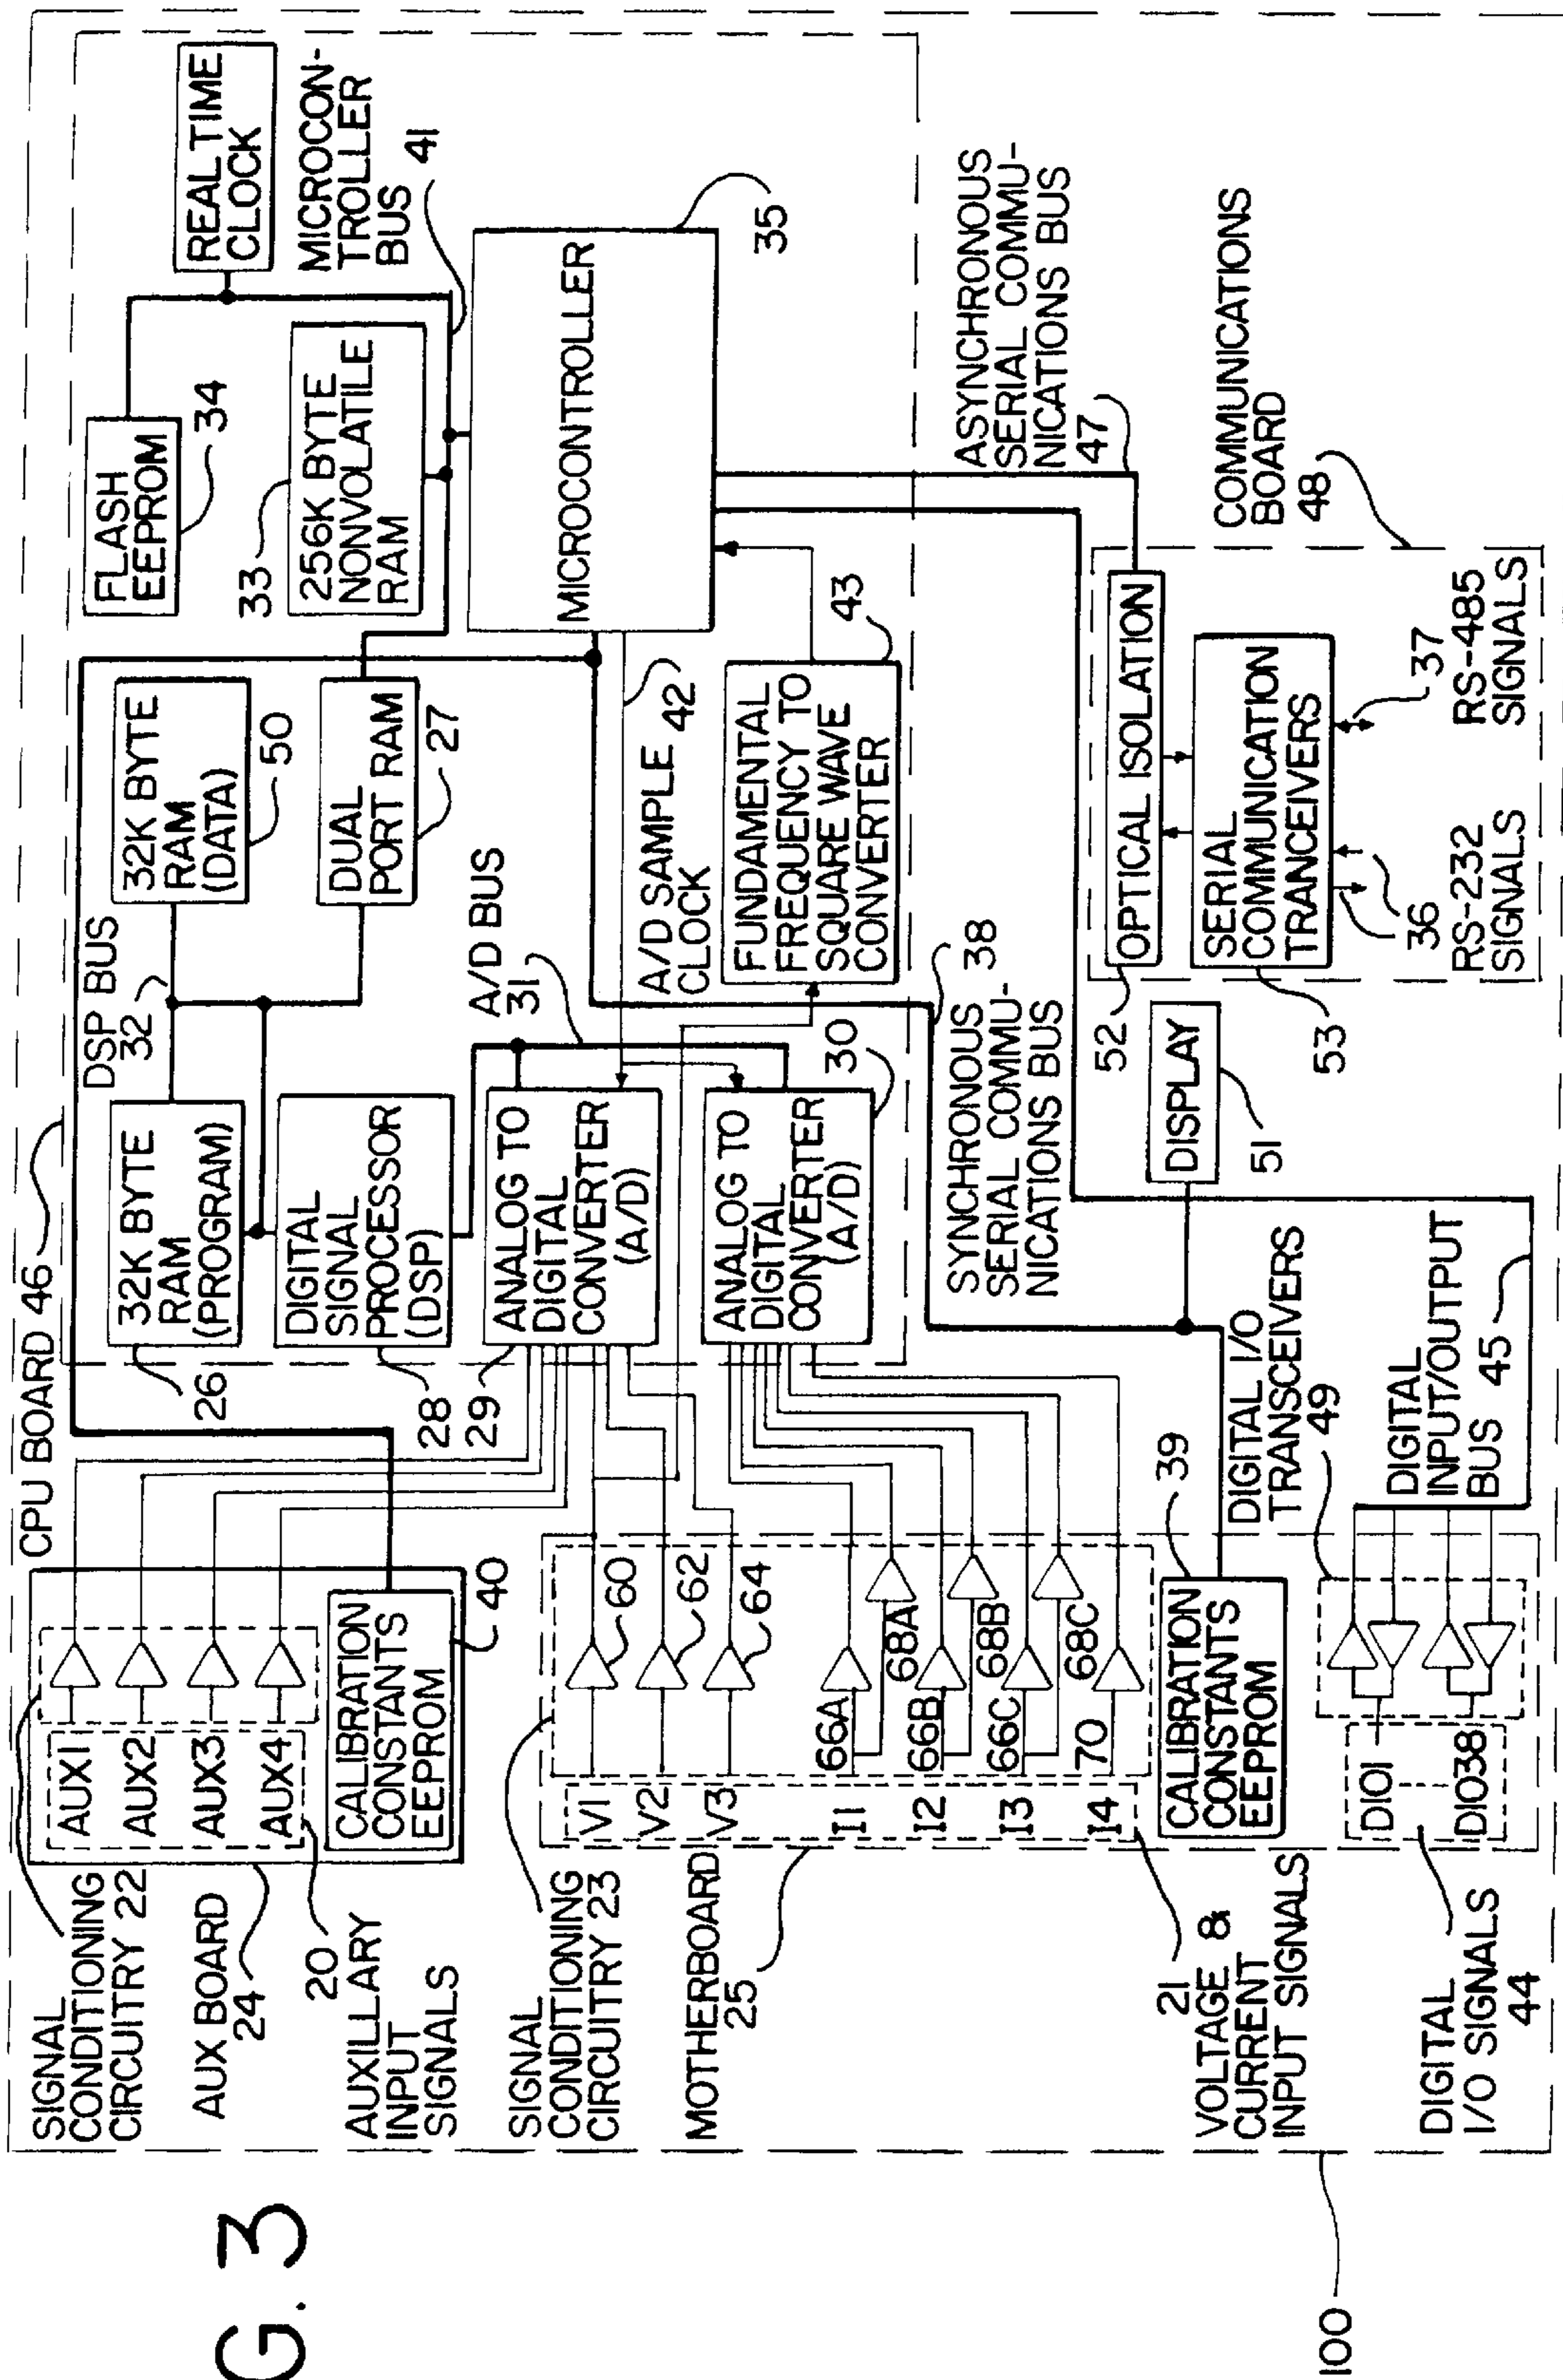 G. 3
100
SIGNAL
CONDITIONING
CIRCUITRY 22
AUX BOARD
24
20
AUXILLARY
INPUT
SIGNALS
AUX1
AUX2
AUX3
AUX4
CALIBRATION
CONSTANTS
EEPROM
40
CPU BOARD 46
26
32K BYTE
RAM
(PROGRAM)
DSP BUS
32
32K BYTE
RAM
(DATA)
50
DUAL
PORT RAM
27
FLASH
EEPROM
34
33
256K BYTE
NONVOLATILE
RAM
REAL TIME
CLOCK
MICROCON-
TROLLER
BUS
41
28
DIGITAL
SIGNAL
PROCESSOR
(DSP)
29
ANALOG TO
DIGITAL
CONVERTER
(A/D)
A/D BUS
31
A/D SAMPLE
CLOCK
42
MICROCONTROLLER
35
ANALOG TO
DIGITAL
CONVERTER
(A/D)
30
FUNDAMENTAL
FREQUENCY TO
SQUARE WAVE
CONVERTER
43
SIGNAL
CONDITIONING
CIRCUITRY 23
MOTHERBOARD
25
V1
V2
V3
I1
I2
I3
I4
60
62
64
66A
68A
66B
68B
66C
68C
70
21
VOLTAGE &
CURRENT
INPUT SIGNALS
CALIBRATION
CONSTANTS
EEPROM
39
SYNCHRONOUS
SERIAL COMMU-
NICATIONS BUS
38
ASYNCHRONOUS
SERIAL COMMU-
NICATIONS BUS
47
DISPLAY
51
52
OPTICAL ISOLATION
SERIAL
COMMUNICATION
TRANCEIVERS
53
36
RS-232
SIGNALS
37
RS-485
SIGNALS
COMMUNICATIONS
BOARD
48
DIGITAL I/O
TRANSCEIVERS
49
DIGITAL
INPUT/OUTPUT
BUS 45
DIO1
DIO38
DIGITAL
I/O SIGNALS
44